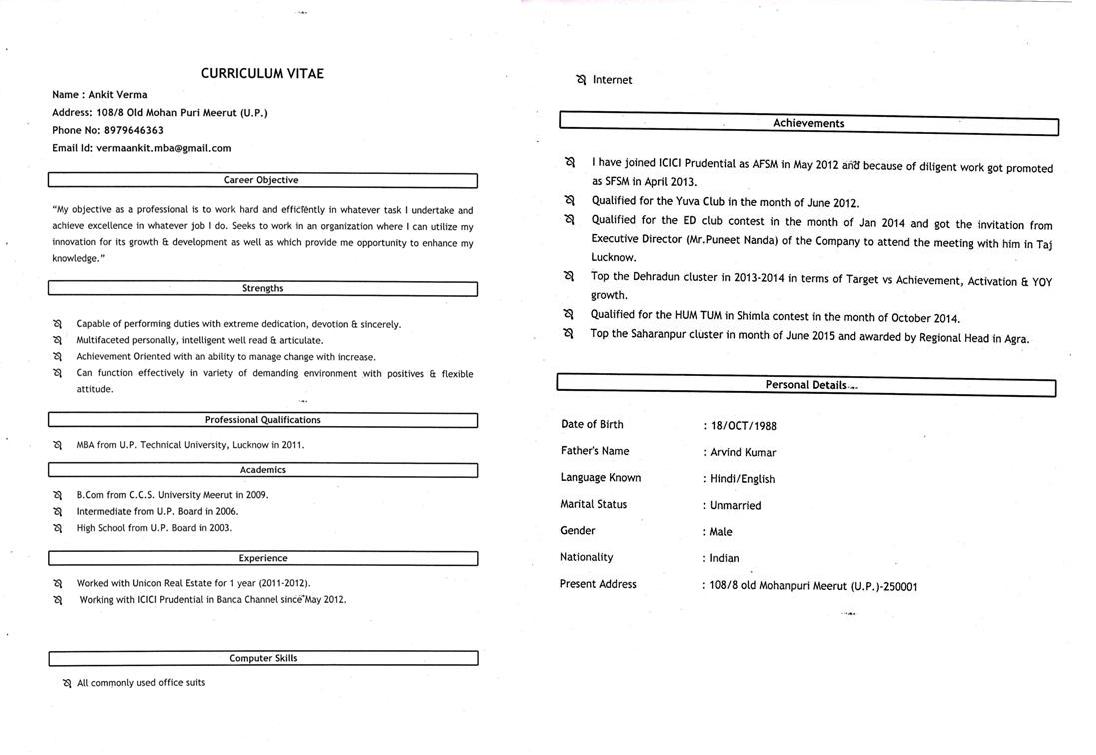 CURRICULUM VITAE
Name : Ankit Verma
Address: 108/8 Old Mohan Puri Meerut (U.P.)
Phone No: 8979646363
Email Id: vermaankit.mba@gmail.com
Career Objective
"My objective as a professional is to work hard and efficiently in whatever task I undertake and
achieve excellence in whatever job I do. Seeks to work in an organization where I can utilize my
innovation for its growth & development as well as which provide me opportunity to enhance my
knowledge."
Strengths
Capable of performing duties with extreme dedication, devotion & sincerely.
Multifaceted personally, intelligent well read & articulate.
Achievement Oriented with an ability to manage change with increase.
Can function effectively in variety of demanding environment with positives & flexible
attitude.
Professional Qualifications
MBA from U.P. Technical University, Lucknow in 2011.
Academics
B.Com from C.C.S. University Meerut in 2009.
Intermediate from U.P. Board in 2006.
High School from U.P. Board in 2003.
Experience
Worked with Unicon Real Estate for 1 year (2011-2012).
Working with ICICI Prudential in Banca Channel since May 2012.
Computer Skills
All commonly used office suits
Internet
Achievements
I have joined ICICI Prudential as AFSM in May 2012 and because of diligent work got promoted
as SFSM in April 2013.
Qualified for the Yuva Club in the month of June 2012.
Qualified for the ED club contest in the month of Jan 2014 and got the invitation from
Executive Director (Mr.Puneet Nanda) of the Company to attend the meeting with him in Taj
Lucknow.
Top the Dehradun cluster in 2013-2014 in terms of Target vs Achievement, Activation & YOY
growth.
Qualified for the HUM TUM in Shimla contest in the month of October 2014.
Top the Saharanpur cluster in month of June 2015 and awarded by Regional Head in Agra.
Personal Details
Date of Birth : 18/OCT/1988
Father's Name : Arvind Kumar
Language Known : Hindi/English
Marital Status : Unmarried
Gender : Male
Nationality : Indian
Present Address : 108/8 old Mohanpuri Meerut (U.P.)-250001